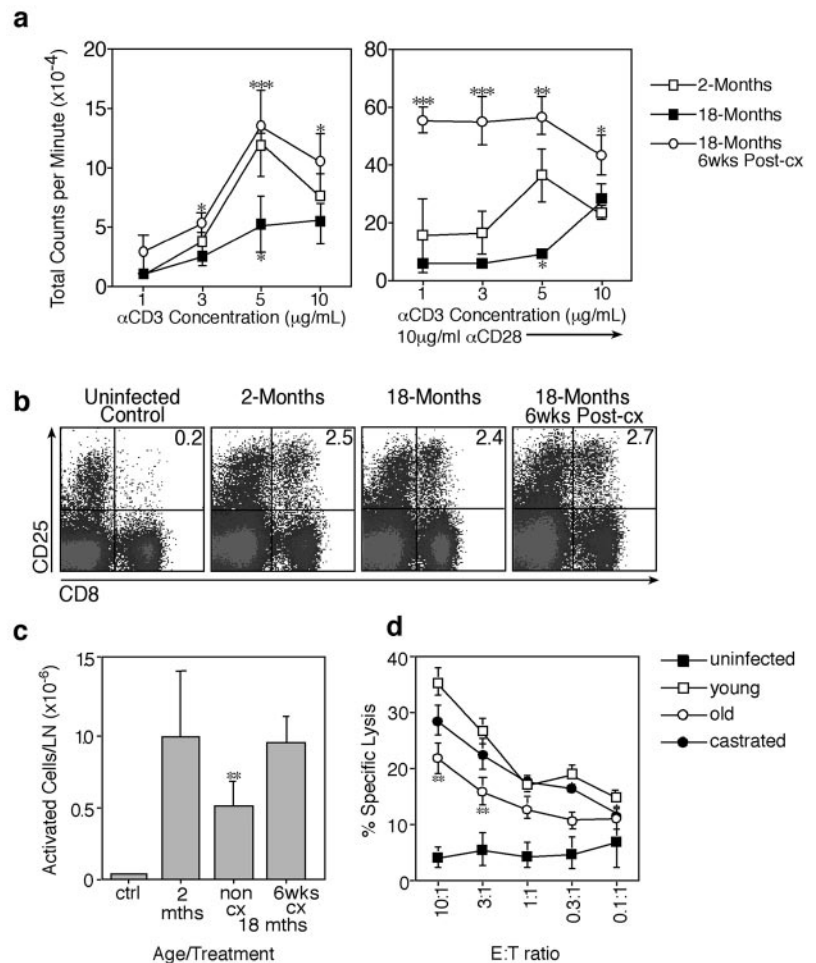 a
Total Counts per Minute (x10⁻⁴)
20
15
10
5
0
***
*
*
*
1 3 5 10
αCD3 Concentration (μg/mL)
80
60
40
20
0
***
***
**
*
*
1 3 5 10
αCD3 Concentration (μg/mL)
10μg/ml αCD28
2-Months
18-Months
18-Months
6wks Post-cx
b
Uninfected
Control
2-Months
18-Months
18-Months
6wks Post-cx
0.2
2.5
2.4
2.7
CD25
CD8
c
Activated Cells/LN (x10⁻⁶)
15
10
0.5
0
**
ctrl
2
mths
non
cx
6wks
cx
18 mths
Age/Treatment
d
% Specific Lysis
40
30
20
10
0
**
**
10:1
3:1
1:1
0.3:1
0.1:1
E:T ratio
uninfected
young
old
castrated